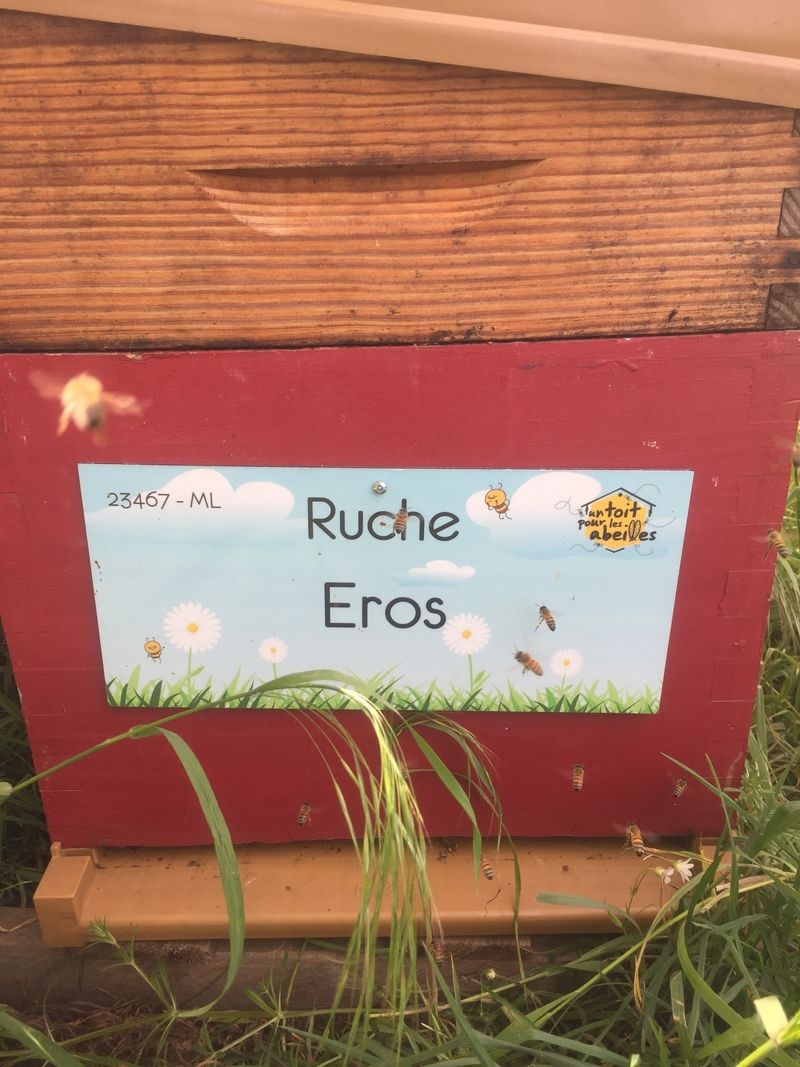 23467 - ML
Ruche
Eros
un toit
pour les
abeilles